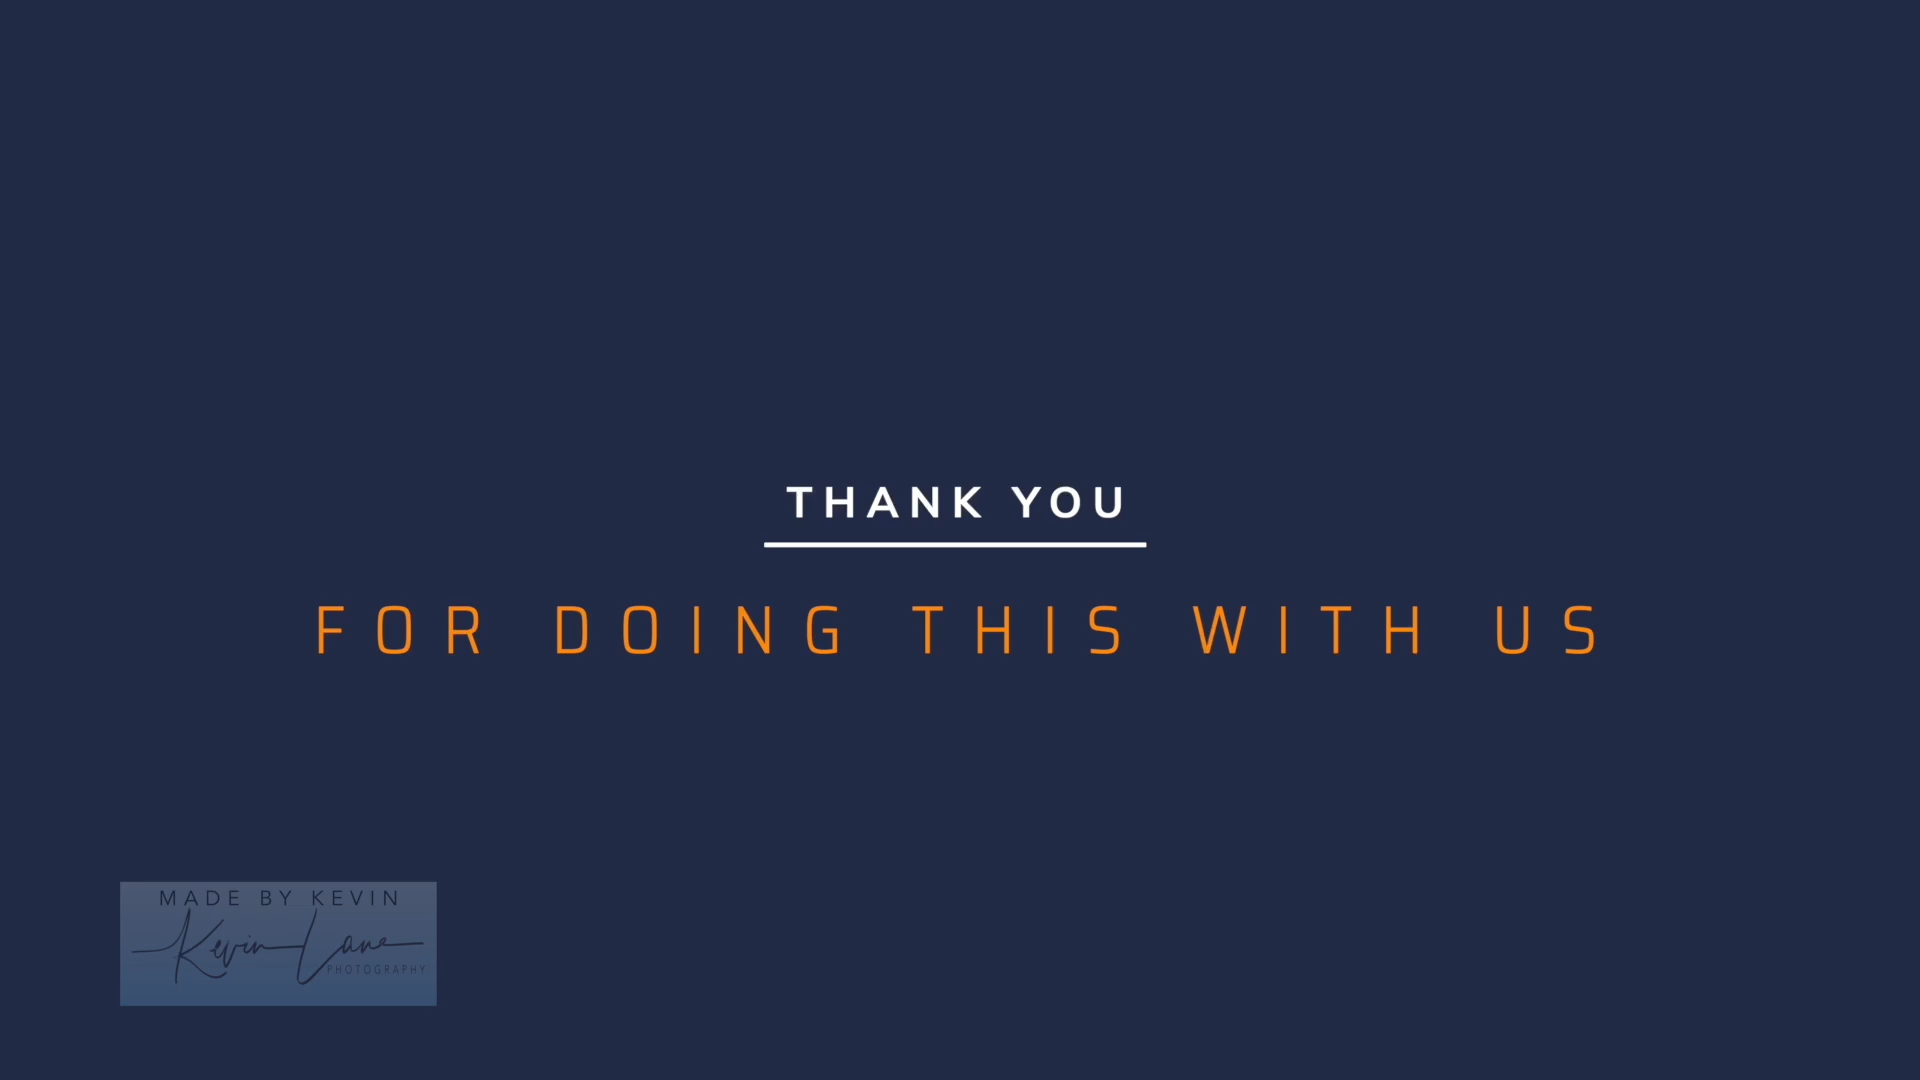 THANK YOU
FOR DOING THIS WITH US
MADE BY KEVIN
Kevin Lane
PHOTOGRAPHY